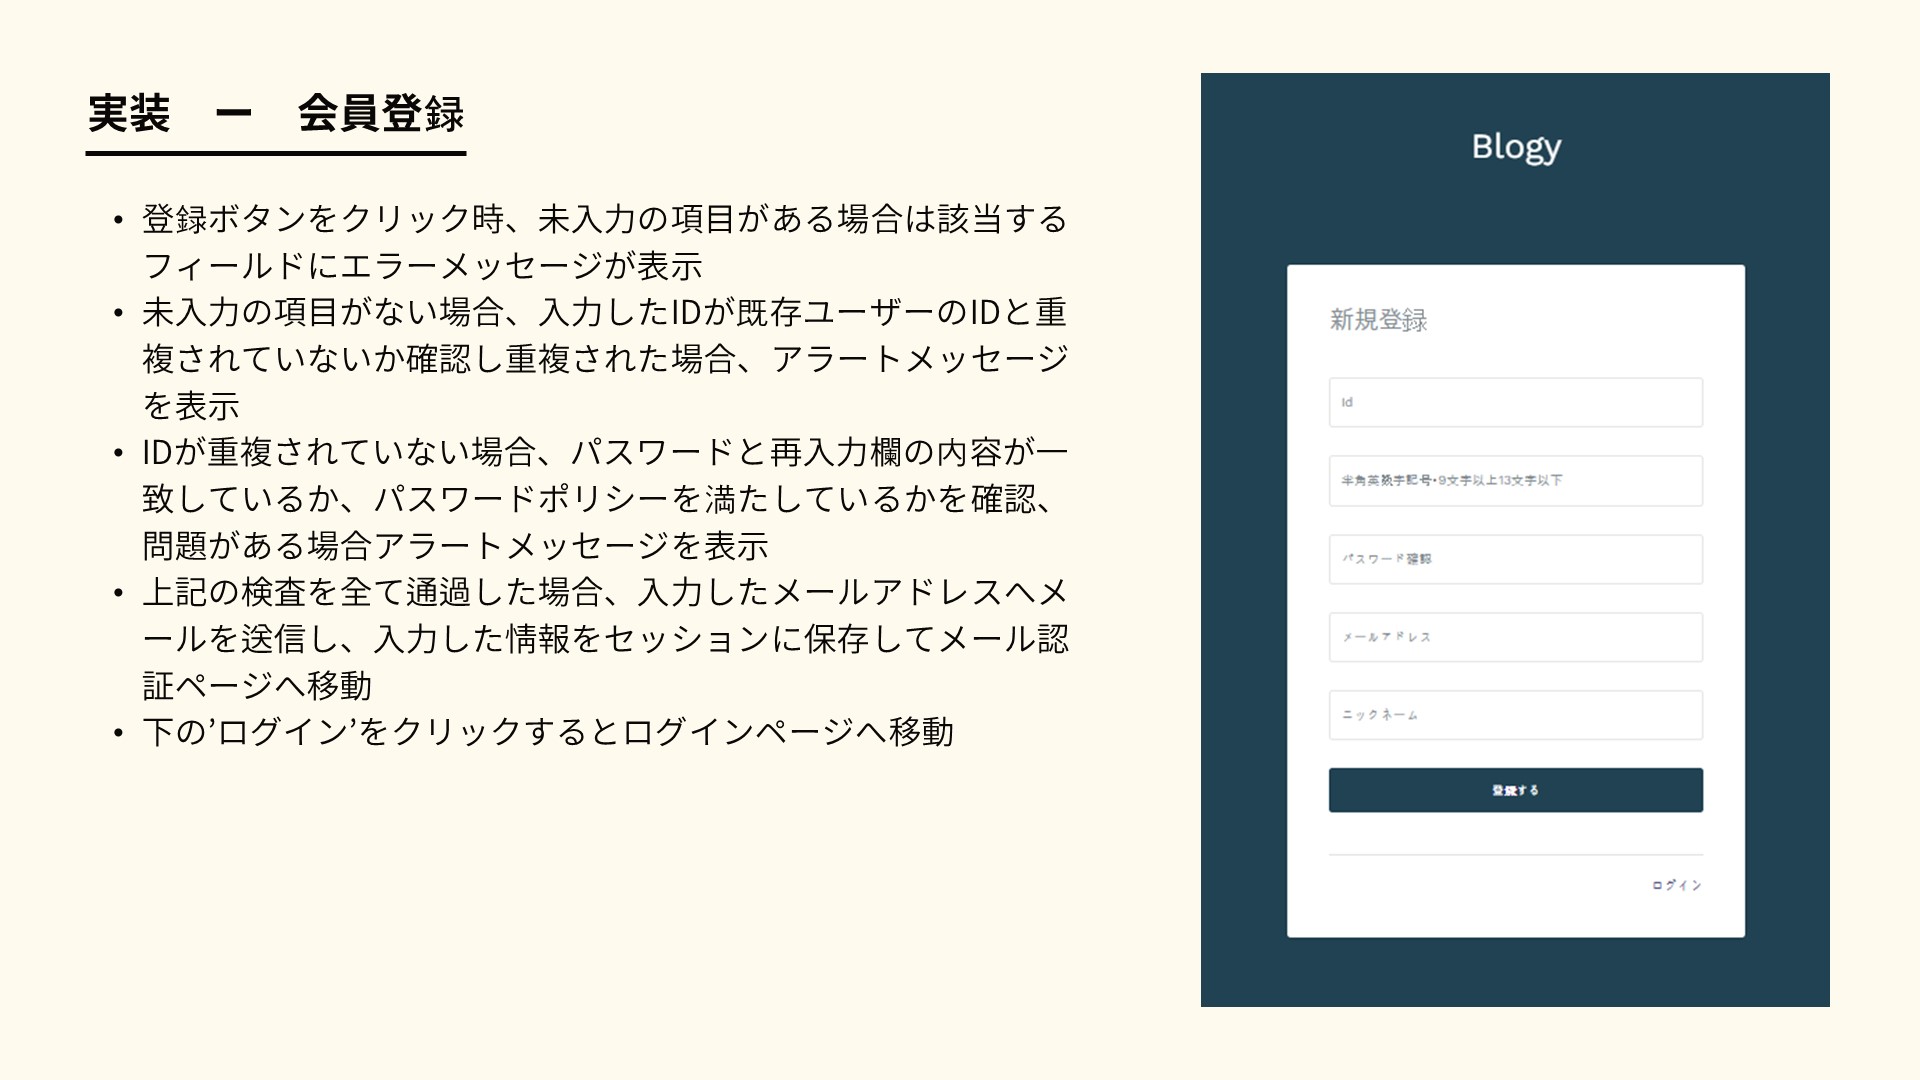 実装　ー　会員登録
• 登録ボタンをクリック時、未入力の項目がある場合は該当する
フィールドにエラーメッセージが表示
• 未入力の項目がない場合、入力したIDが既存ユーザーのIDと重
複されていないか確認し重複された場合、アラートメッセージ
を表示
• IDが重複されていない場合、パスワードと再入力欄の内容が一
致しているか、パスワードポリシーを満たしているかを確認、
問題がある場合アラートメッセージを表示
• 上記の検査を全て通過した場合、入力したメールアドレスへメ
ールを送信し、入力した情報をセッションに保存してメール認
証ページへ移動
• 下の’ログイン’をクリックするとログインページへ移動
Blogy
新規登録
Id
半角英数字記号・9文字以上13文字以下
パスワード確認
メールアドレス
ニックネーム
登録する
ログイン